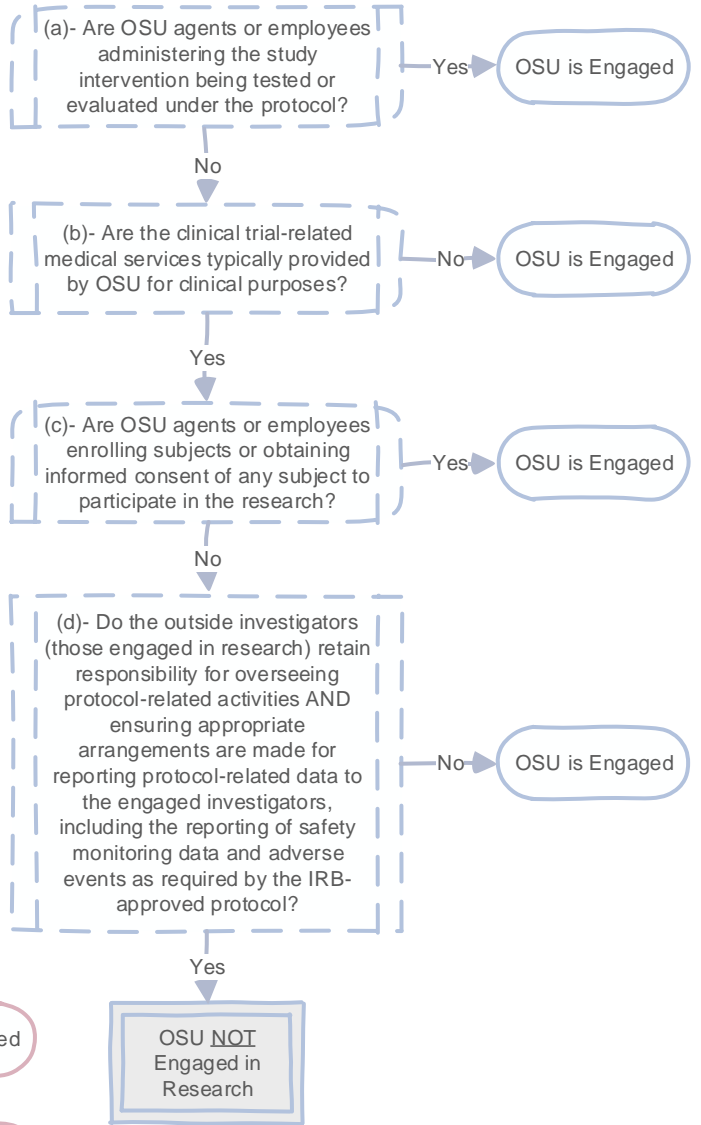 (a)- Are OSU agents or employees
administering the study
intervention being tested or
evaluated under the protocol?
Yes
OSU is Engaged
No
(b)- Are the clinical trial-related
medical services typically provided
by OSU for clinical purposes?
No
OSU is Engaged
Yes
(c)- Are OSU agents or employees
enrolling subjects or obtaining
informed consent of any subject to
participate in the research?
Yes
OSU is Engaged
No
(d)- Do the outside investigators
(those engaged in research) retain
responsibility for overseeing
protocol-related activities AND
ensuring appropriate
arrangements are made for
reporting protocol-related data to
the engaged investigators,
including the reporting of safety
monitoring data and adverse
events as required by the IRB-
approved protocol?
No
OSU is Engaged
Yes
OSU NOT
Engaged in
Research